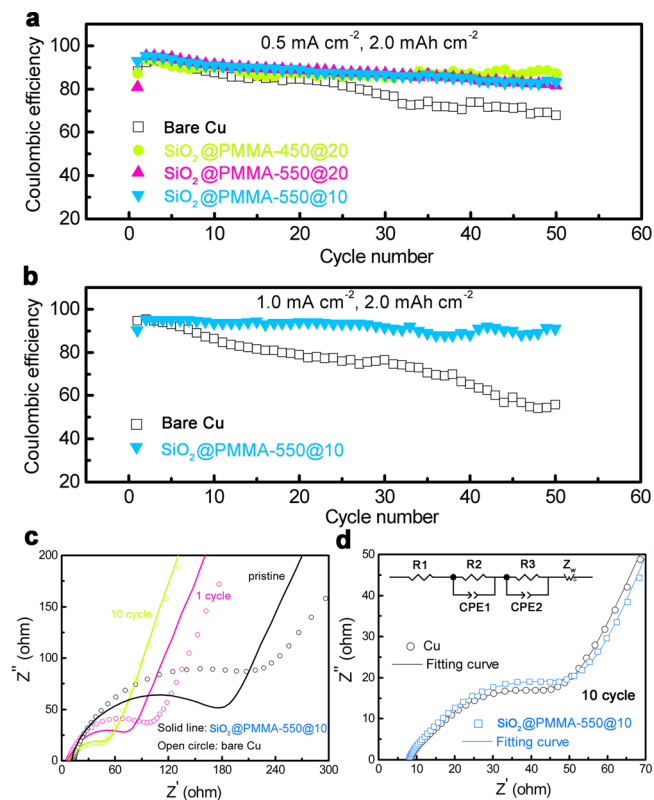 a
0.5 mA cm-2, 2.0 mAh cm-2
Coulombic efficiency
100
80
60
40
20
Bare Cu
SiO2@PMMA-450@20
SiO2@PMMA-550@20
SiO2@PMMA-550@10
0 10 20 30 40 50 60
Cycle number
b
1.0 mA cm-2, 2.0 mAh cm-2
Coulombic efficiency
100
80
60
40
20
Bare Cu
SiO2@PMMA-550@10
0 10 20 30 40 50 60
Cycle number
c
Z'' (ohm)
200
150
100
50
0
pristine
10 cycle
1 cycle
Solid line: SiO2@PMMA-550@10
Open circle: bare Cu
0 60 120 180 240 300
Z' (ohm)
d
Z'' (ohm)
50
40
30
20
10
0
R1 R2 R3 Zw
CPE1 CPE2
Cu
Fitting curve
10 cycle
SiO2@PMMA-550@10
Fitting curve
0 10 20 30 40 50 60 70
Z' (ohm)